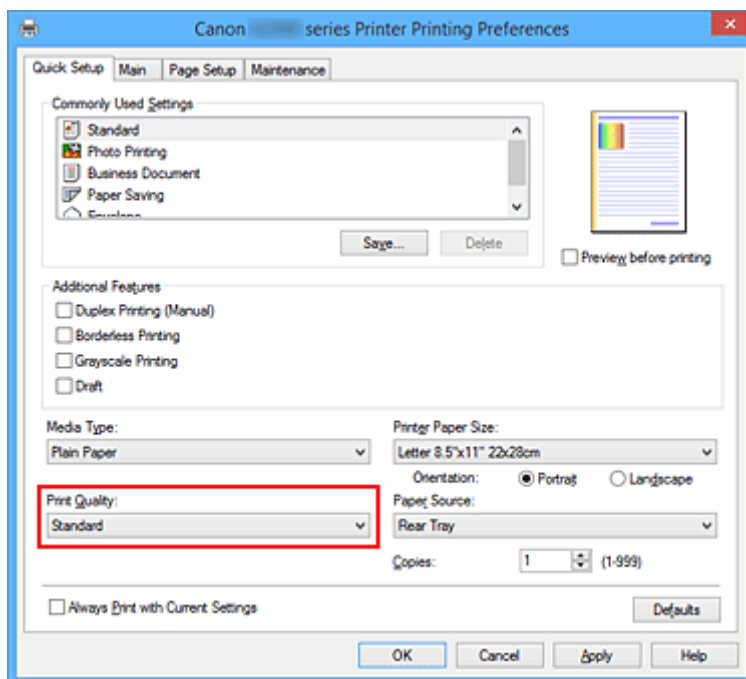 Canon series Printer Printing Preferences
Quick Setup Main Page Setup Maintenance
Commonly Used Settings
Standard
Photo Printing
Business Document
Paper Saving
Envelope
Save... Delete
Preview before printing
Additional Features
Duplex Printing (Manual)
Borderless Printing
Grayscale Printing
Draft
Media Type: Printer Paper Size:
Plain Paper Letter 8.5"x11" 22x28cm
Orientation: Portrait Landscape
Print Quality: Paper Source:
Standard Rear Tray
Copies: 1 (1-999)
Always Print with Current Settings Defaults
OK Cancel Apply Help